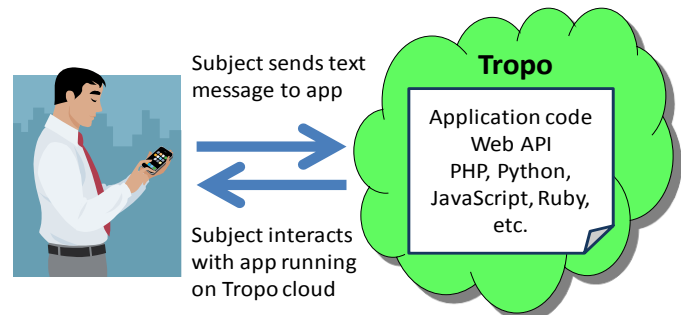 Subject sends text
message to app
Subject interacts
with app running
on Tropo cloud
Tropo
Application code
Web API
PHP, Python,
JavaScript, Ruby,
etc.